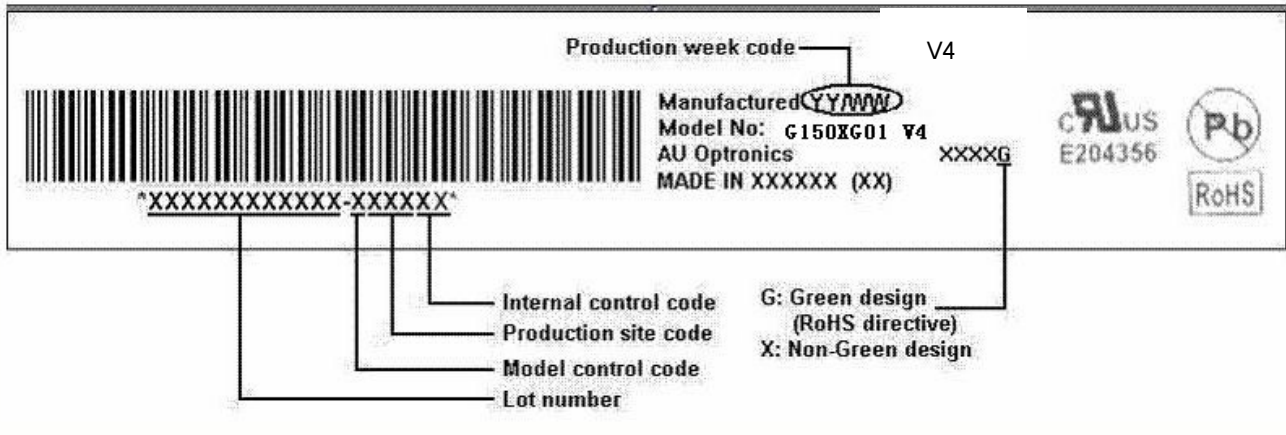 Production week code
V4
Manufactured YY/WW
Model No: G150XG01 V4
AU Optronics
XXXXG
MADE IN XXXXXX (XX)
*XXXXXXXXXXXX-XXXXXX*
c RU US
E204356
Pb
RoHS
Internal control code
Production site code
Model control code
Lot number
G: Green design
(RoHS directive)
X: Non-Green design